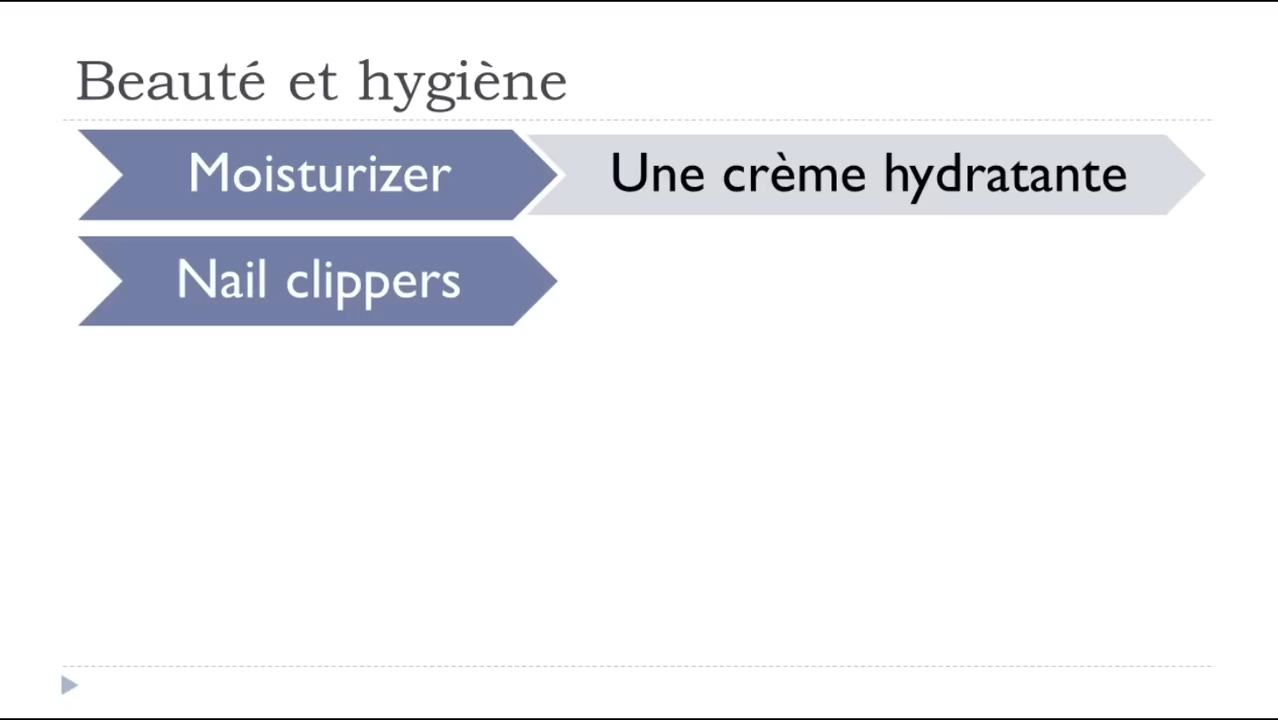 Beauté et hygiène
Moisturizer
Une crème hydratante
Nail clippers